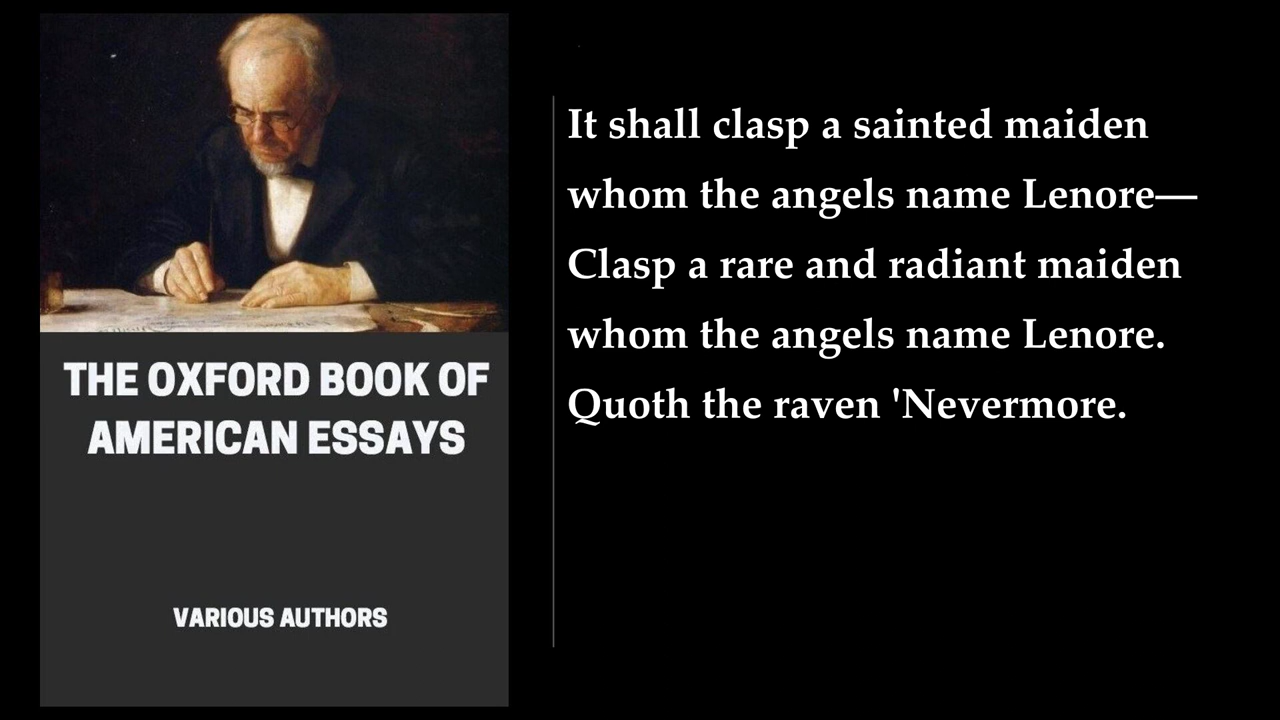 THE OXFORD BOOK OF
AMERICAN ESSAYS
VARIOUS AUTHORS
It shall clasp a sainted maiden
whom the angels name Lenore—
Clasp a rare and radiant maiden
whom the angels name Lenore.
Quoth the raven 'Nevermore.